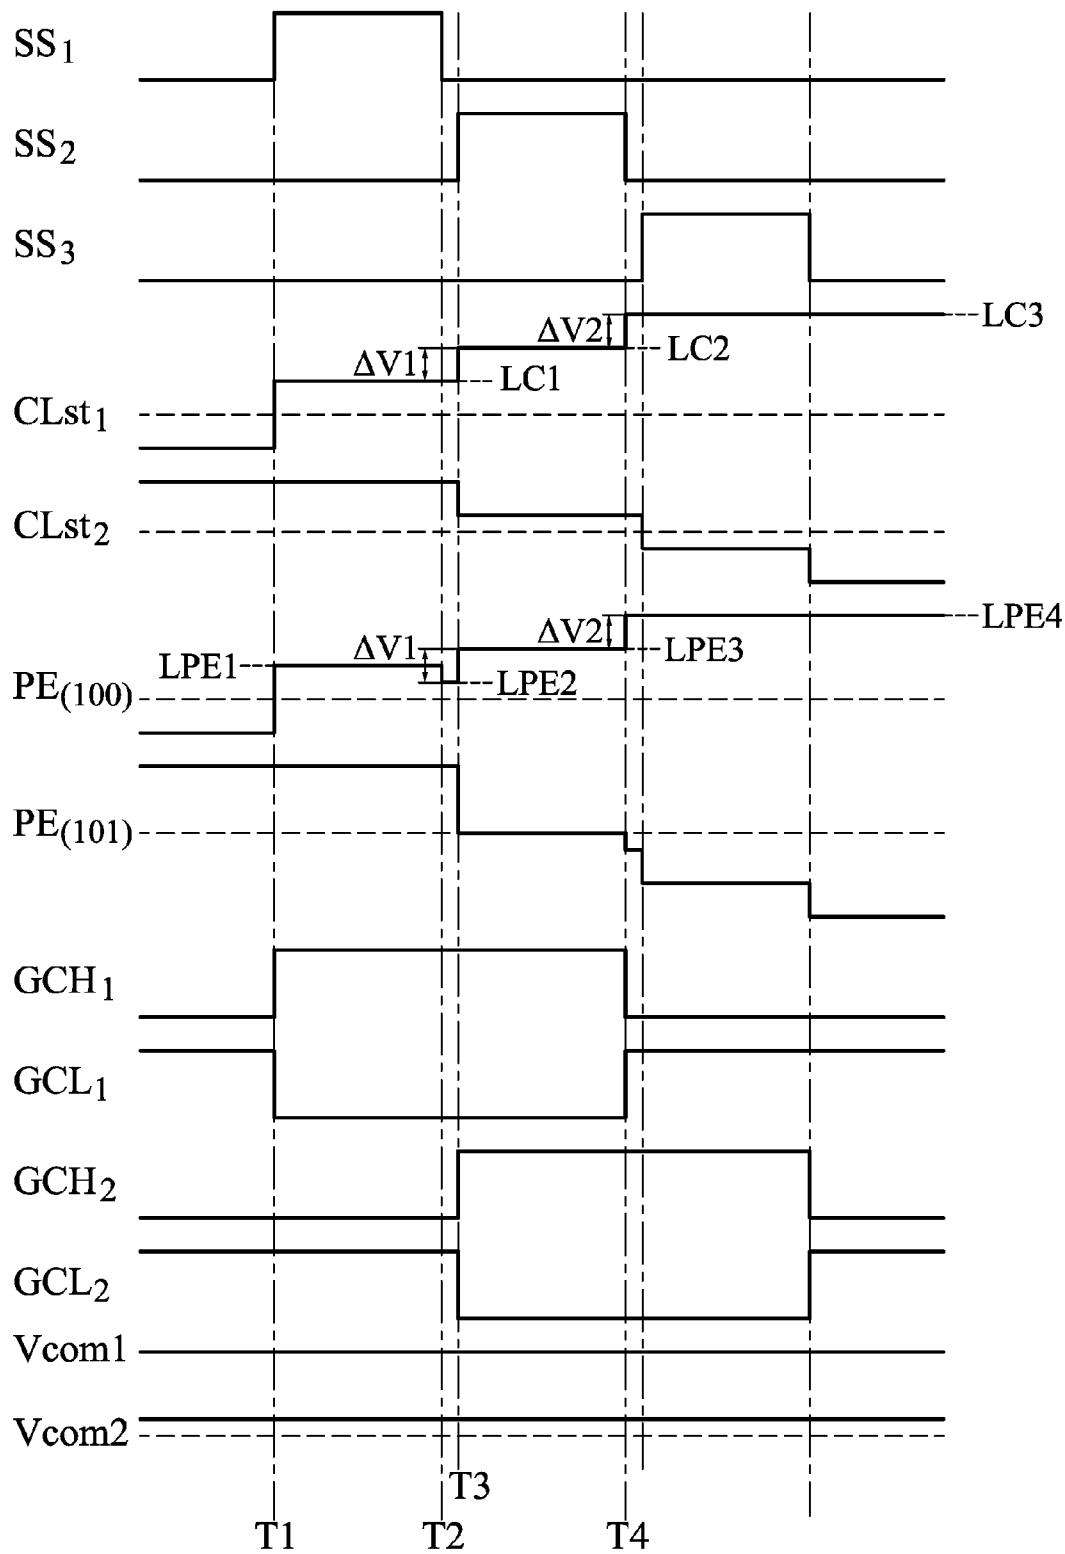 SS1
SS2
SS3
ΔV2
LC3
ΔV1
LC2
LC1
CLst1
CLst2
ΔV2
LPE4
LPE1
ΔV1
LPE3
LPE2
PE(100)
PE(101)
GCH1
GCL1
GCH2
GCL2
Vcom1
Vcom2
T3
T1 T2 T4